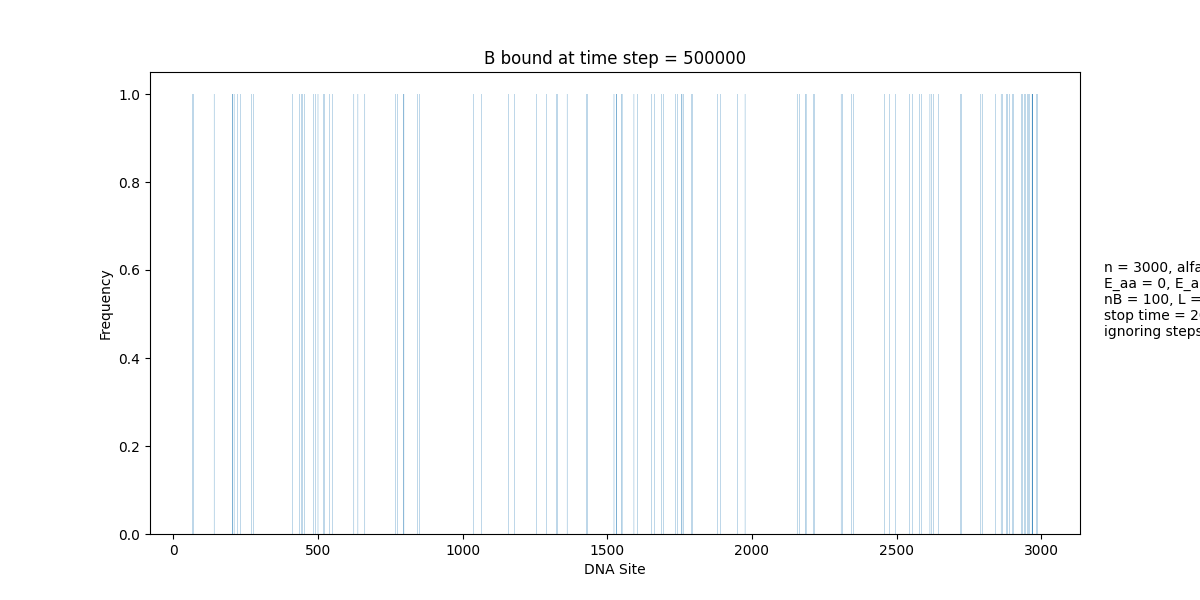 B bound at time step = 500000
1.0
0.8
0.6
0.4
0.2
0.0
Frequency
0 500 1000 1500 2000 2500 3000
DNA Site
n = 3000, alfa
E_aa = 0, E_a
nB = 100, L =
stop time = 2
ignoring steps